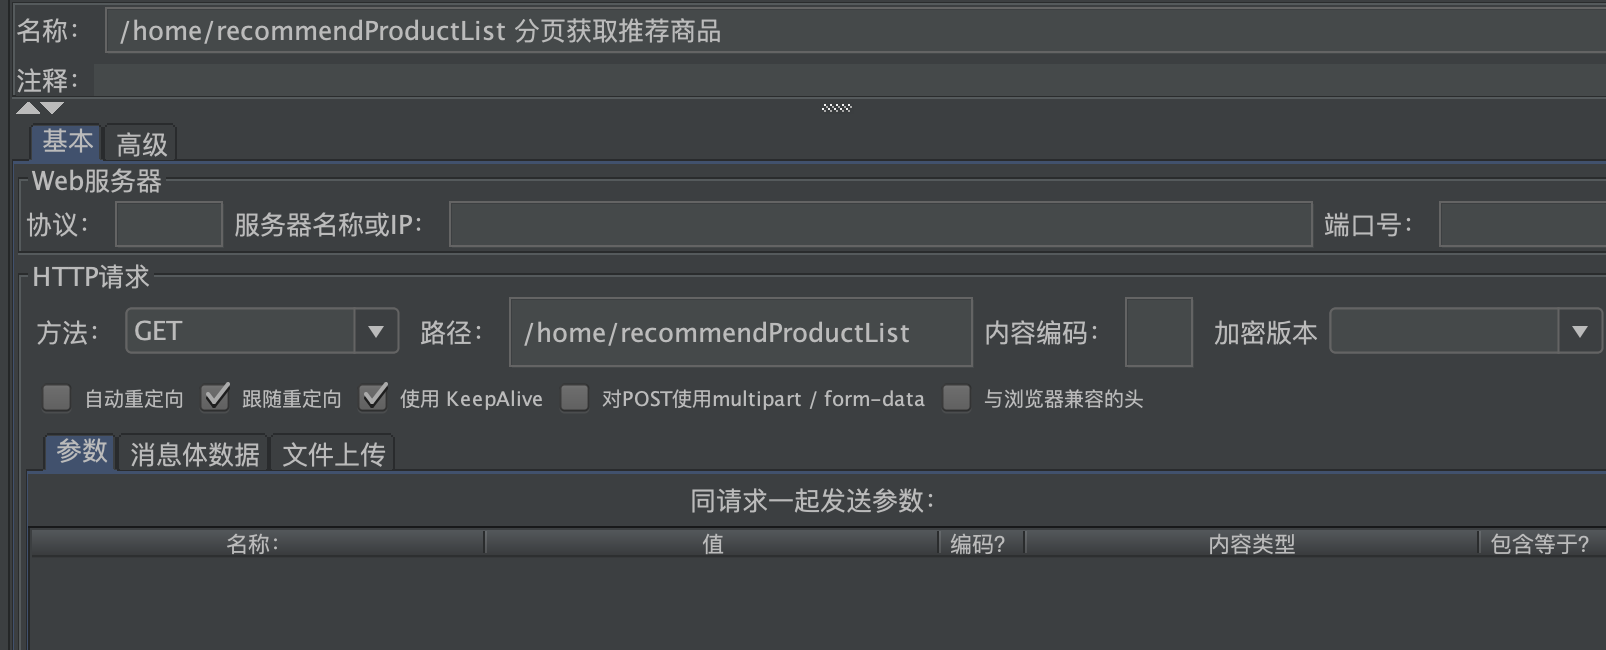 名称： /home/recommendProductList 分页获取推荐商品
注释：
基本 高级
Web服务器
协议： 服务器名称或IP： 端口号：
HTTP请求
方法： GET 路径： /home/recommendProductList 内容编码： 加密版本
自动重定向 跟随重定向 使用 KeepAlive 对POST使用multipart / form-data 与浏览器兼容的头
参数 消息体数据 文件上传
同请求一起发送参数：
名称： 值 编码？ 内容类型 包含等于？